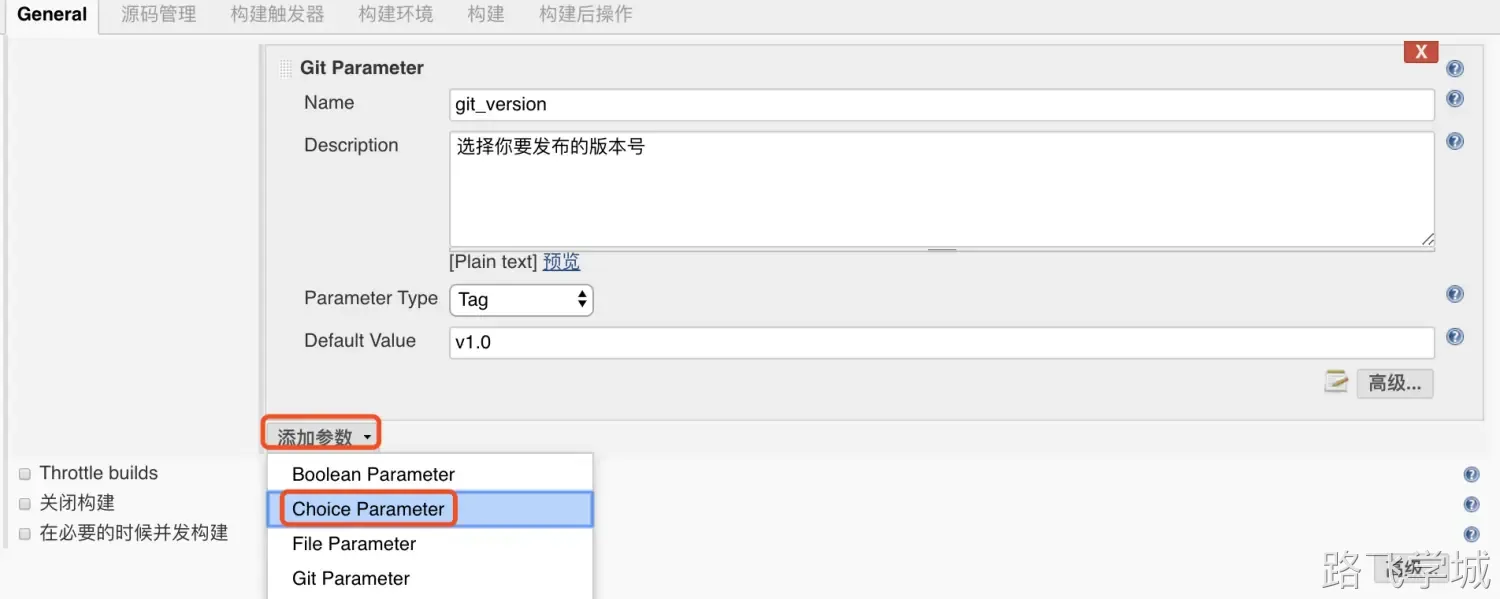 General 源码管理 构建触发器 构建环境 构建 构建后操作
X
Git Parameter
Name git_version
Description 选择你要发布的版本号
[Plain text] 预览
Parameter Type Tag
Default Value v1.0
高级...
添加参数
Boolean Parameter
Throttle builds
Choice Parameter
关闭构建
在必要的时候并发构建
File Parameter
Git Parameter
高级...
路飞学城